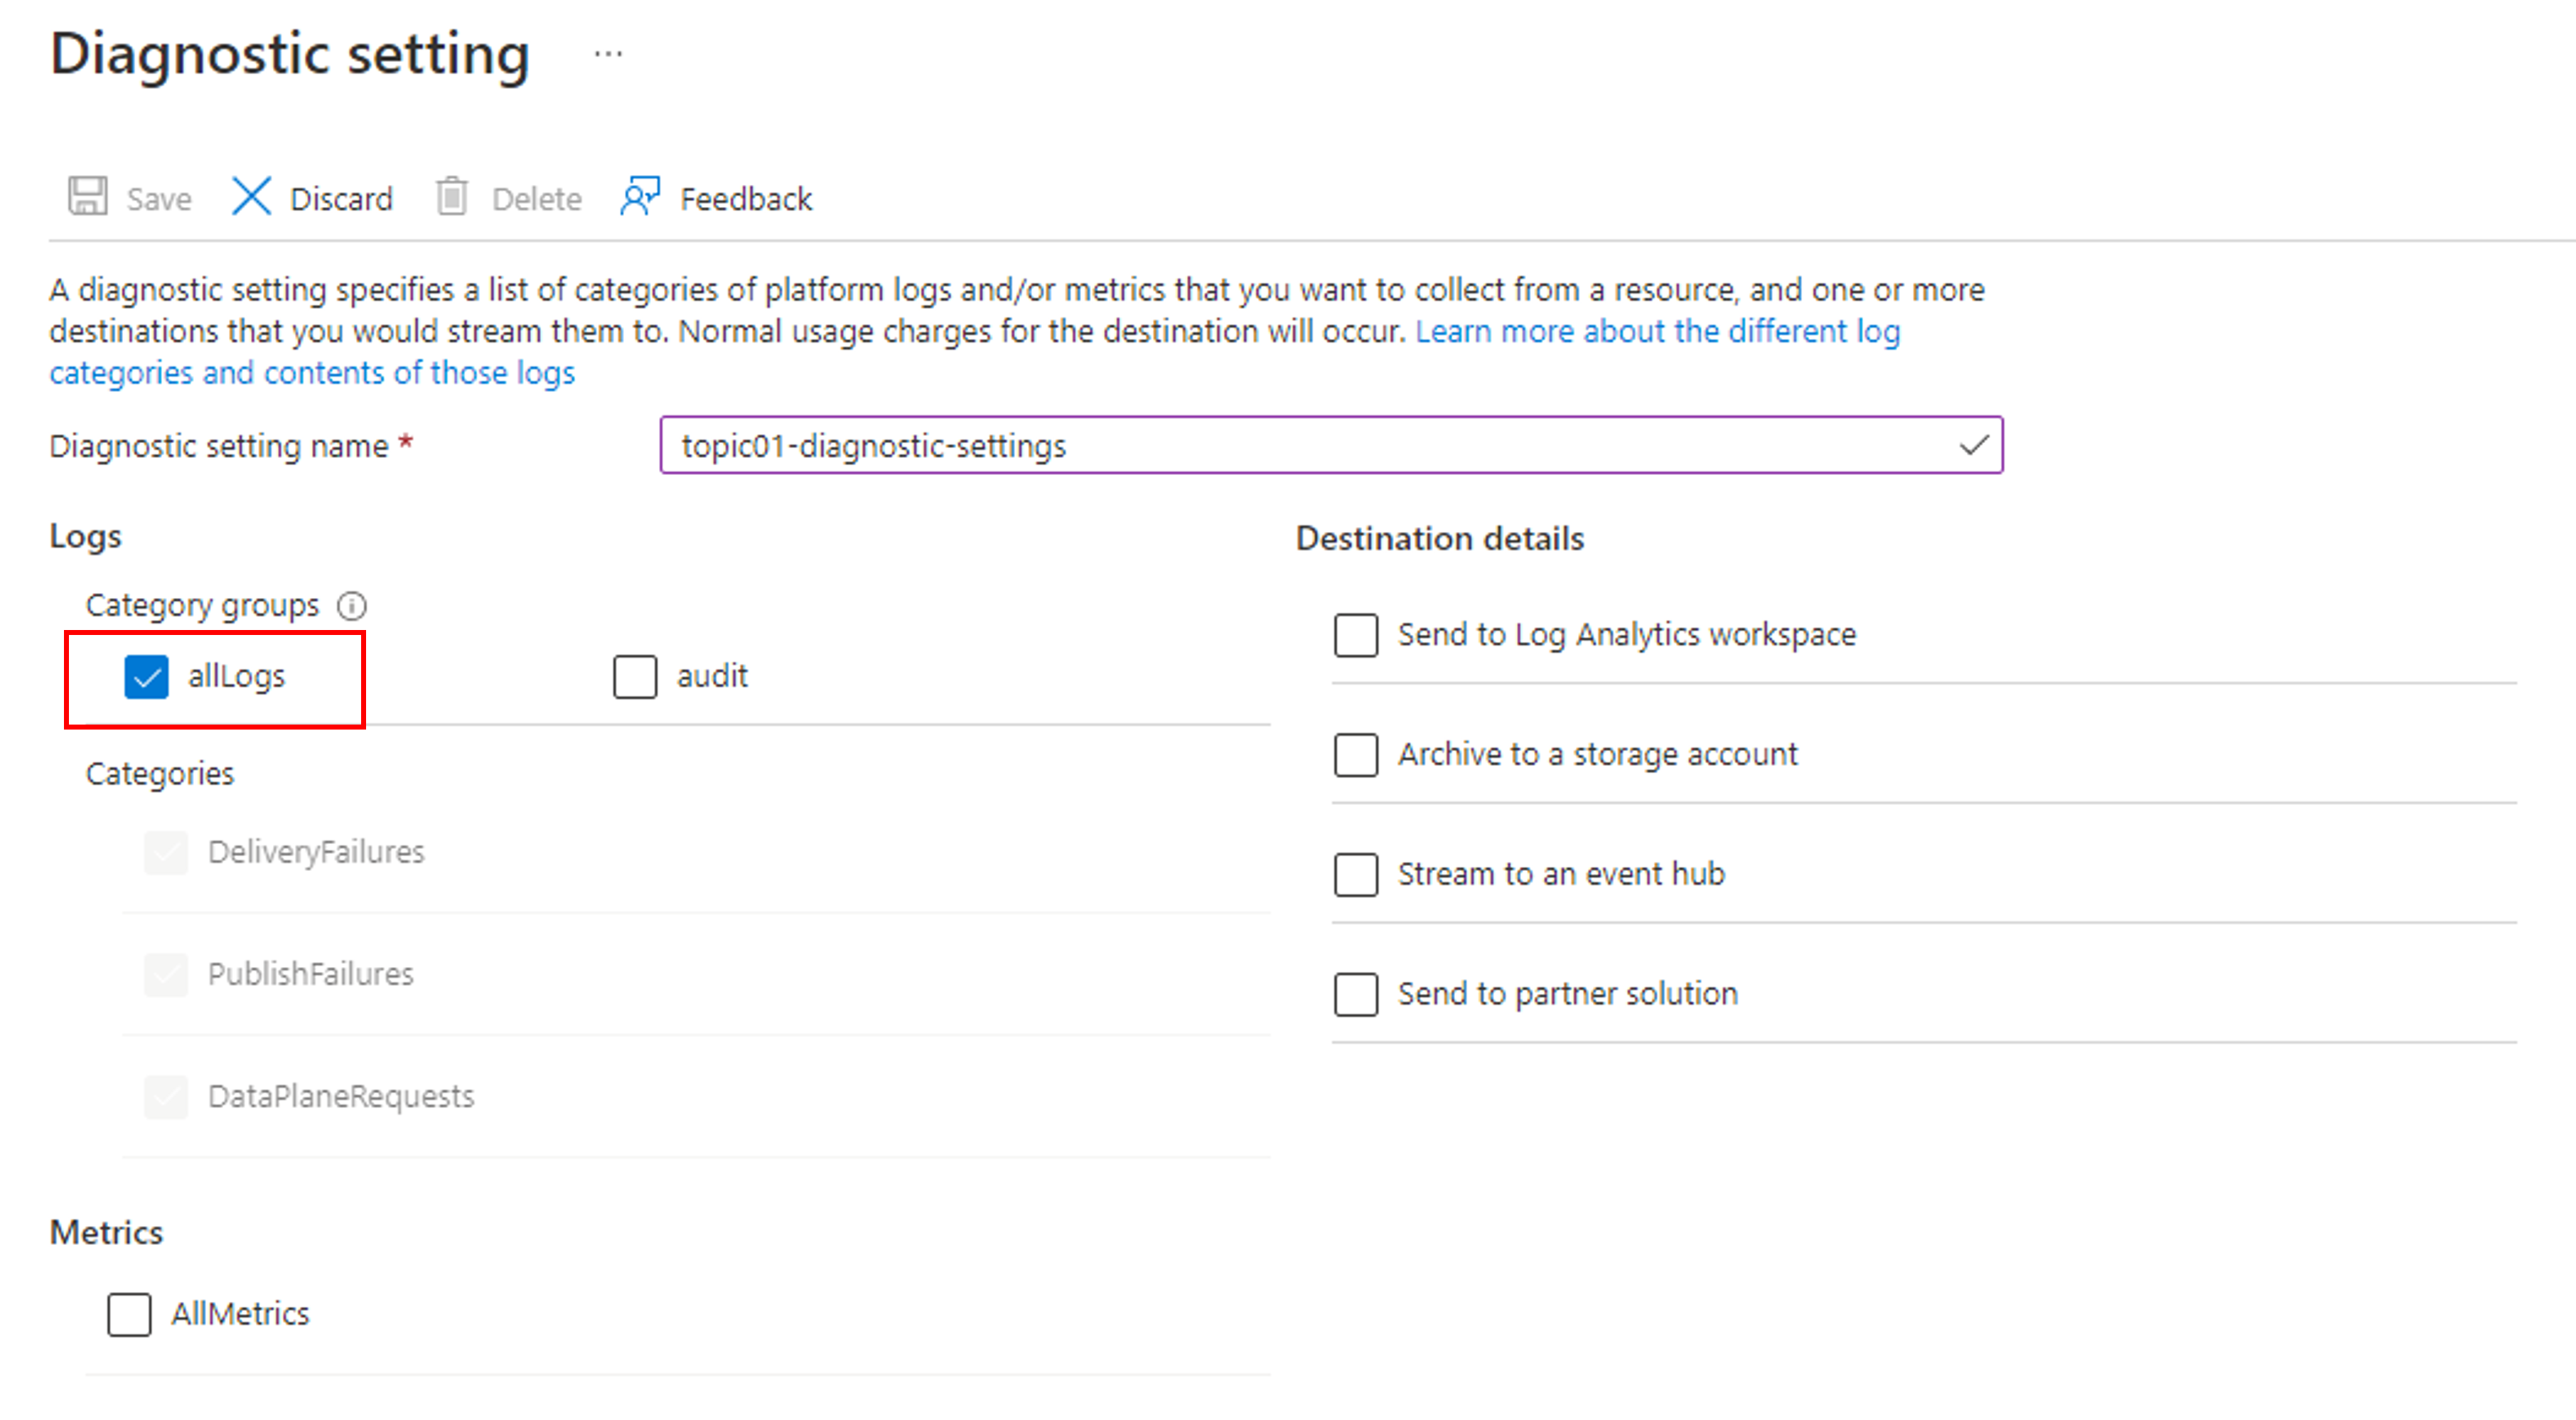 Diagnostic setting ...
Save Discard Delete Feedback
A diagnostic setting specifies a list of categories of platform logs and/or metrics that you want to collect from a resource, and one or more
destinations that you would stream them to. Normal usage charges for the destination will occur. Learn more about the different log
categories and contents of those logs
Diagnostic setting name * topic01-diagnostic-settings
Logs
Category groups
allLogs audit
Categories
DeliveryFailures
PublishFailures
DataPlaneRequests
Metrics
AllMetrics
Destination details
Send to Log Analytics workspace
Archive to a storage account
Stream to an event hub
Send to partner solution